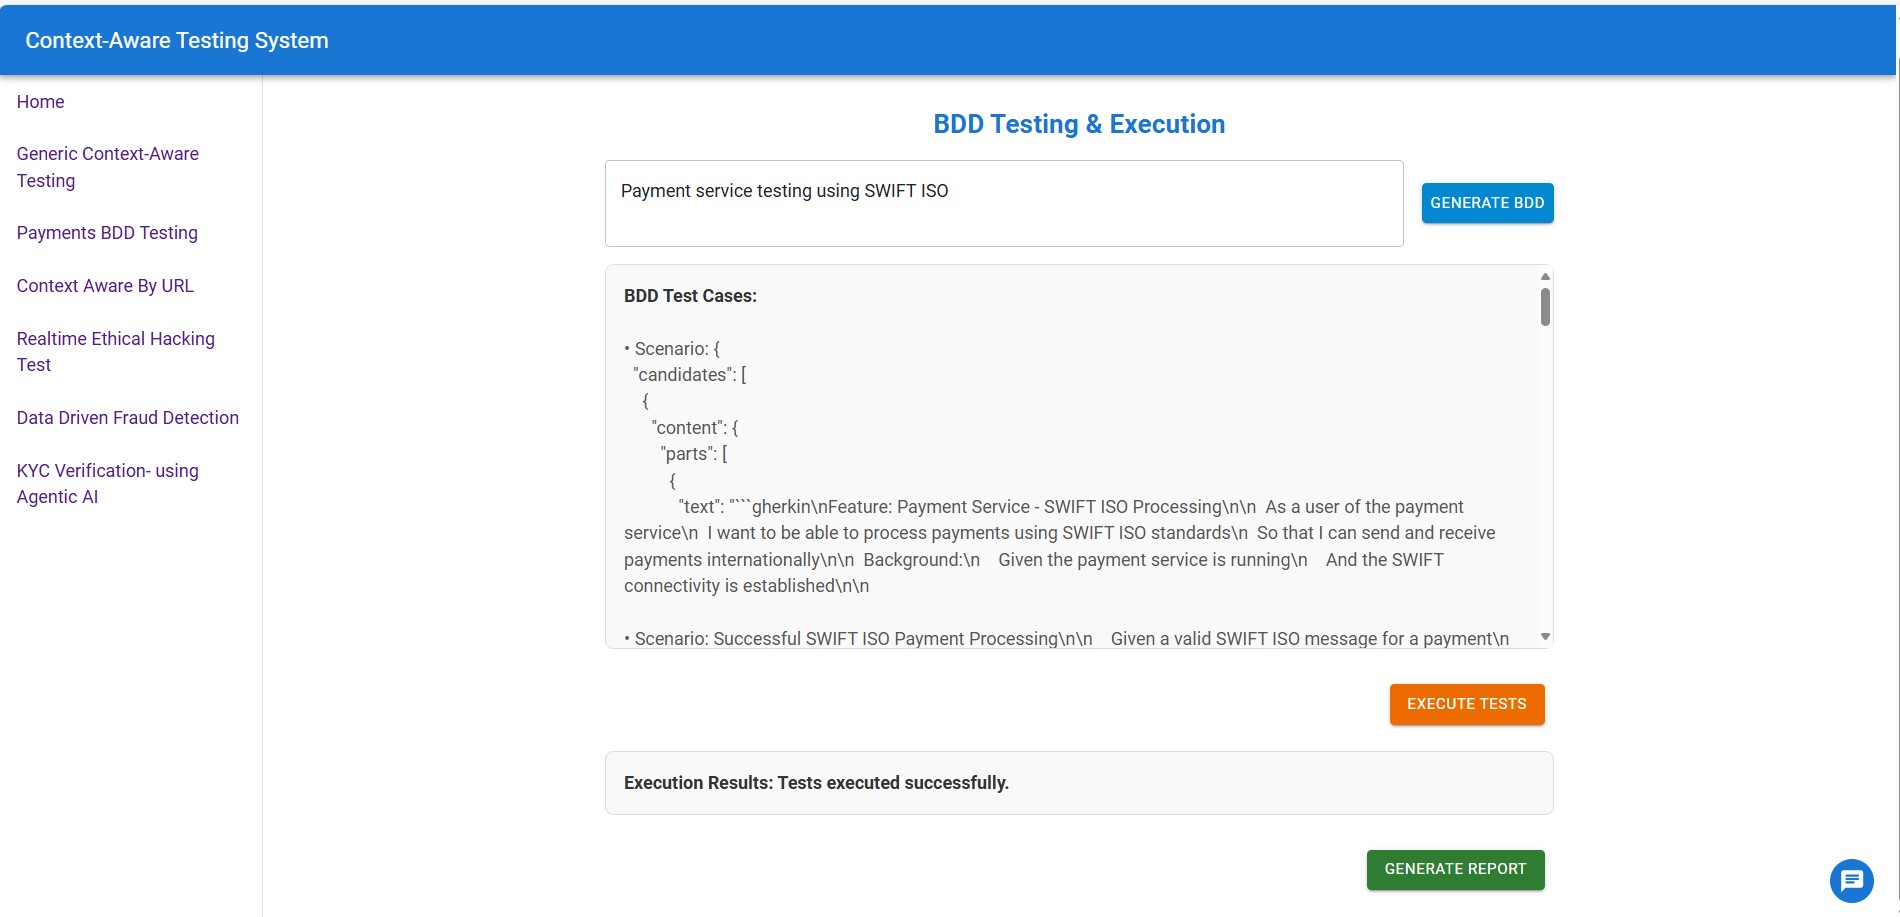 Context-Aware Testing System
Home
Generic Context-Aware
Testing
Payments BDD Testing
Context Aware By URL
Realtime Ethical Hacking
Test
Data Driven Fraud Detection
KYC Verification- using
Agentic AI
BDD Testing & Execution
Payment service testing using SWIFT ISO
GENERATE BDD
BDD Test Cases:
• Scenario: {
"candidates": [
{
"content": {
"parts": [
{
"text": "```gherkin\nFeature: Payment Service - SWIFT ISO Processing\n\n  As a user of the payment
service\n  I want to be able to process payments using SWIFT ISO standards\n  So that I can send and receive
payments internationally\n\n  Background:\n    Given the payment service is running\n    And the SWIFT
connectivity is established\n\n
• Scenario: Successful SWIFT ISO Payment Processing\n\n    Given a valid SWIFT ISO message for a payment\n
EXECUTE TESTS
Execution Results: Tests executed successfully.
GENERATE REPORT